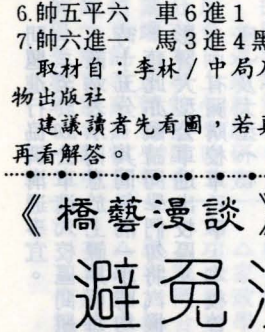 6.帥五平六　車6進1
7.帥六進一　馬3進4黑
取材自：李林/中局
物出版社
建議讀者先看圖，若真
再看解答。
《橋藝漫談》
避免